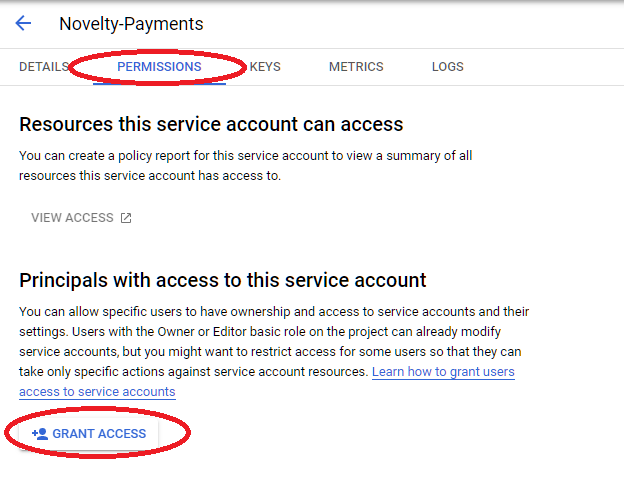 Novelty-Payments
DETAILS PERMISSIONS KEYS METRICS LOGS
Resources this service account can access
You can create a policy report for this service account to view a summary of all
resources this service account has access to.
VIEW ACCESS
Principals with access to this service account
You can allow specific users to have ownership and access to service accounts and their
settings. Users with the Owner or Editor basic role on the project can already modify
service accounts, but you might want to restrict access for some users so that they can
take only specific actions against service account resources. Learn how to grant users
access to service accounts
GRANT ACCESS